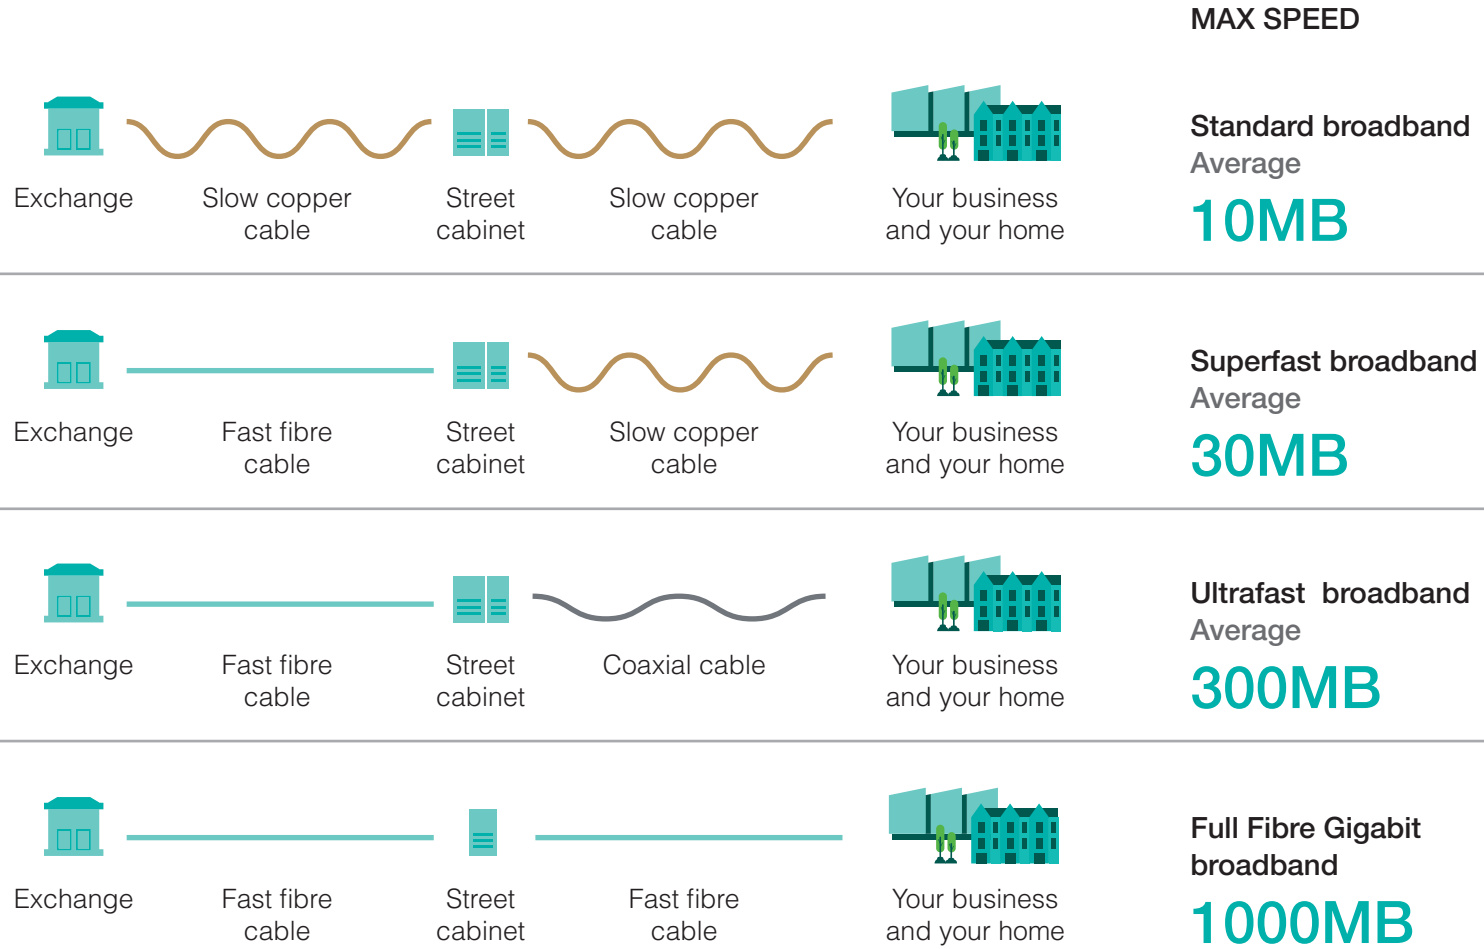 MAX SPEED
Standard broadband
Average
10MB
Exchange
Slow copper
cable
Street
cabinet
Slow copper
cable
Your business
and your home
Superfast broadband
Average
30MB
Exchange
Fast fibre
cable
Street
cabinet
Slow copper
cable
Your business
and your home
Ultrafast  broadband
Average
300MB
Exchange
Fast fibre
cable
Street
cabinet
Coaxial cable
Your business
and your home
Full Fibre Gigabit
broadband
1000MB
Exchange
Fast fibre
cable
Street
cabinet
Fast fibre
cable
Your business
and your home